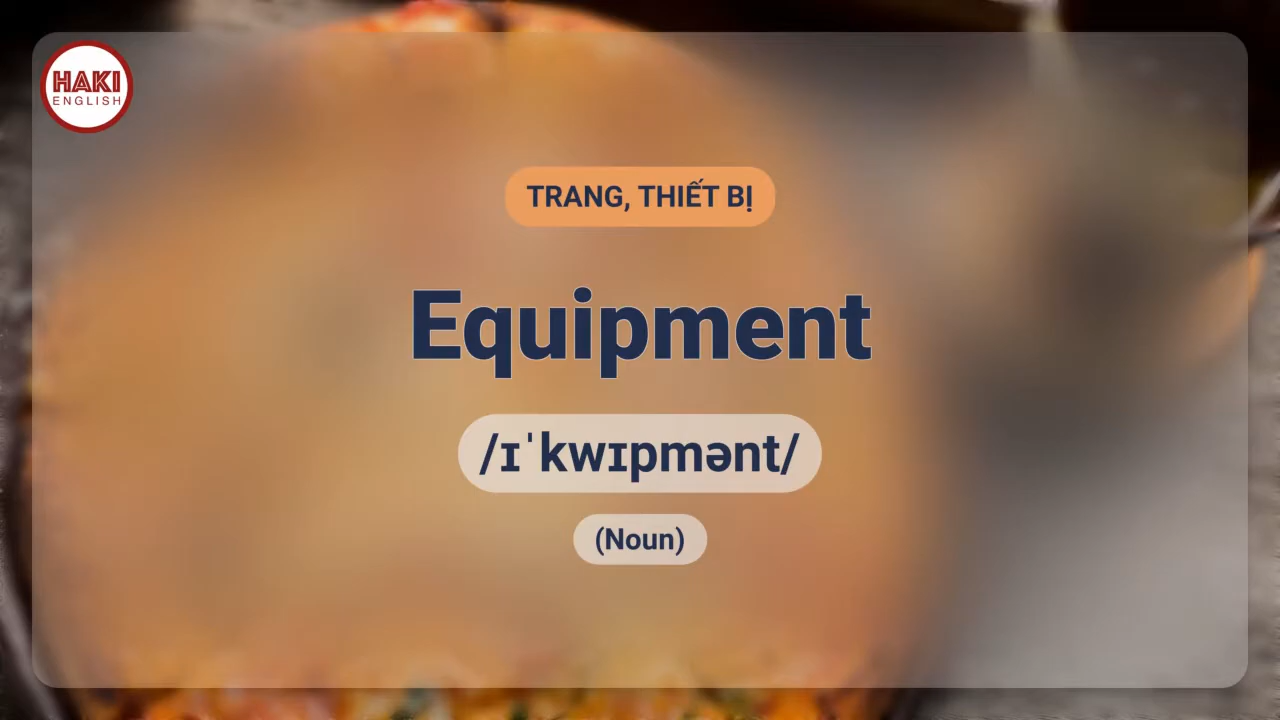 HAKI
ENGLISH
TRANG, THIẾT BỊ
Equipment
/ɪˈkwɪpmənt/
(Noun)